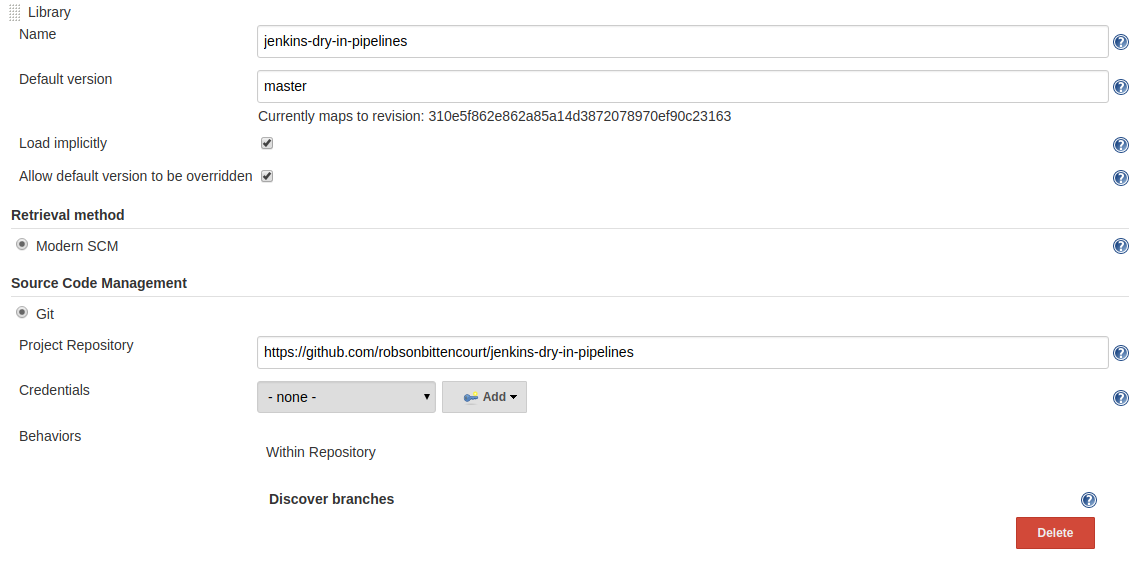 Library
Name
jenkins-dry-in-pipelines
Default version
master
Currently maps to revision: 310e5f862e862a85a14d3872078970ef90c23163
Load implicitly
Allow default version to be overridden
Retrieval method
Modern SCM
Source Code Management
Git
Project Repository
https://github.com/robsonbittencourt/jenkins-dry-in-pipelines
Credentials
- none -
Add
Behaviors
Within Repository
Discover branches
Delete